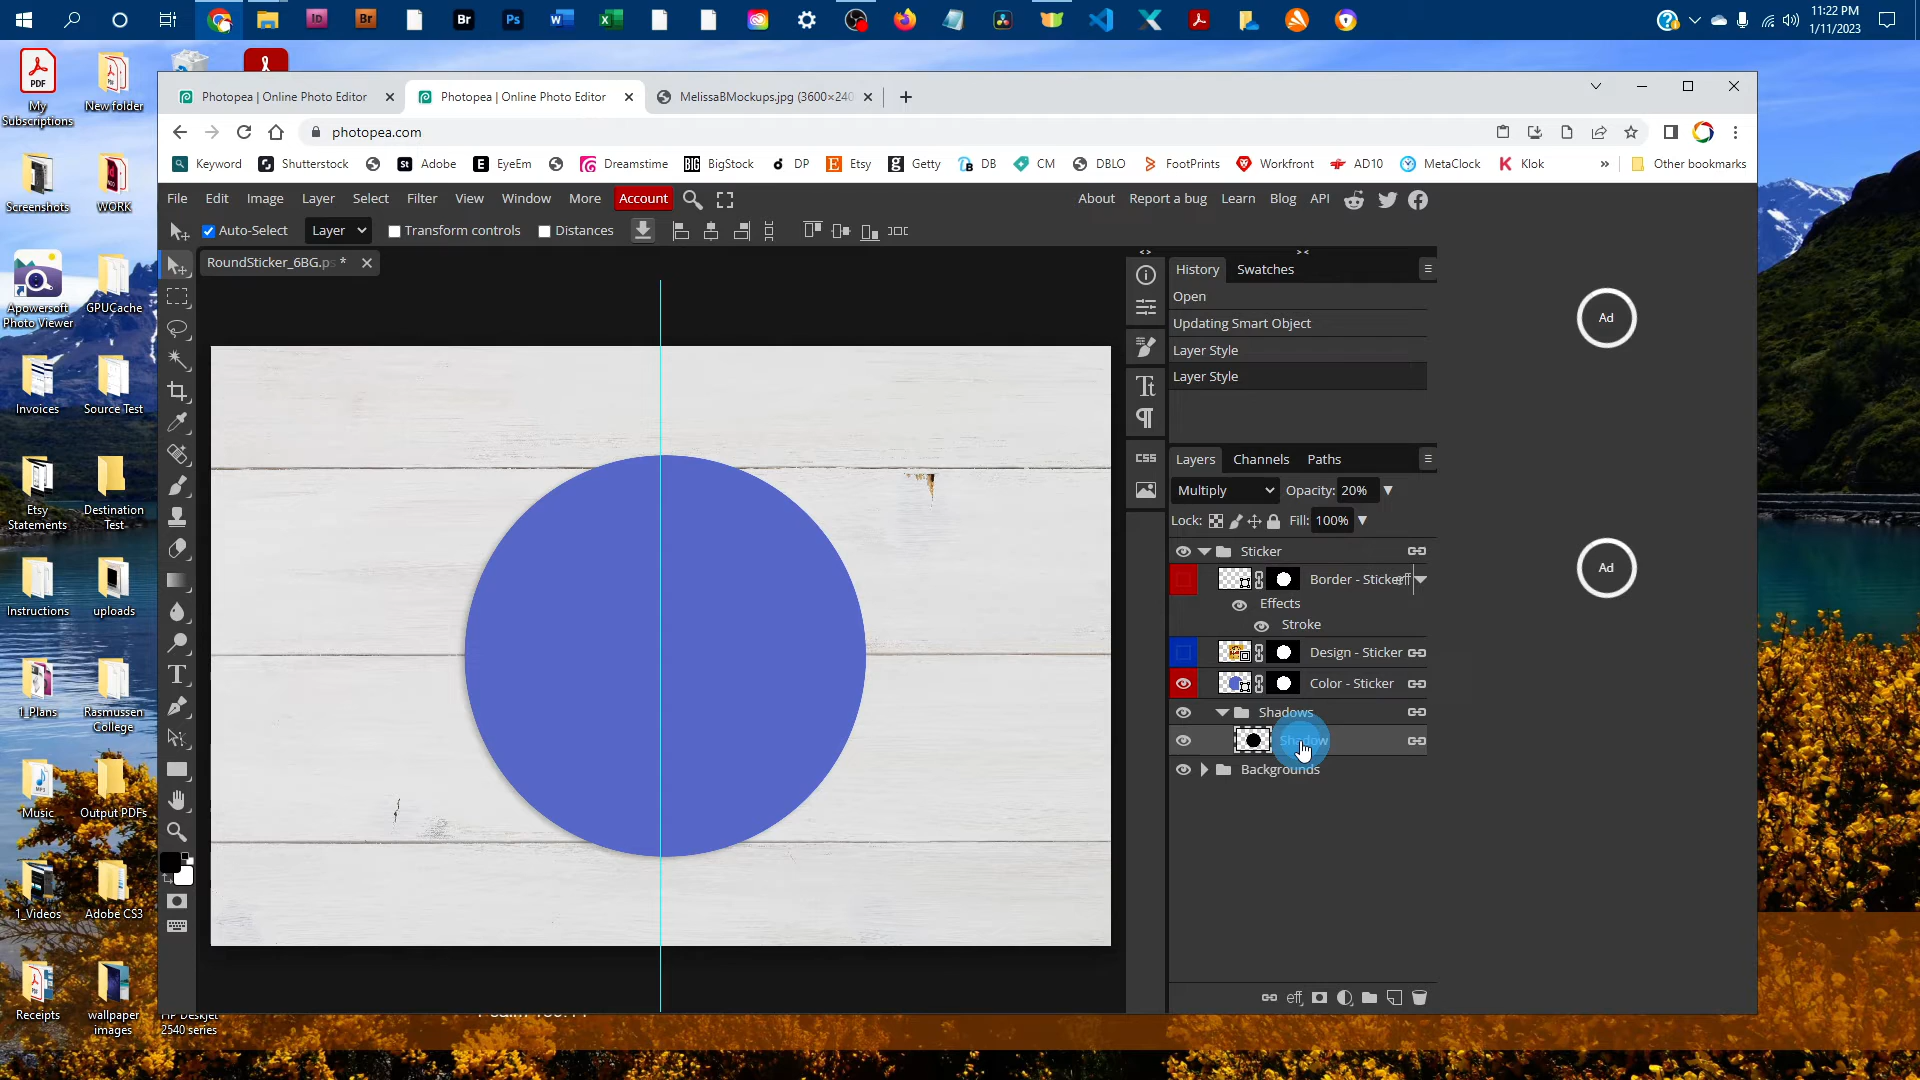 11:22 PM
1/11/2023
My Subscriptions
New folder
Screenshots
WORK
Apowersoft Photo Viewer
GPUCache
Invoices
Source Test
Etsy Statements
Destination Test
Instructions
uploads
1_Plans
Rasmussen College
Music
Output PDFs
1_Videos
Adobe CS3
Receipts
wallpaper images
HP Deskjet 2540 series
Photopea | Online Photo Editor
Photopea | Online Photo Editor
MelissaBMockups.jpg (3600×240
photopea.com
Keyword
Shutterstock
Adobe
EyeEm
Dreamstime
BigStock
DP
Etsy
Getty
DB
CM
DBLO
FootPrints
Workfront
AD10
MetaClock
Klok
Other bookmarks
File Edit Image Layer Select Filter View Window More Account
About Report a bug Learn Blog API
Auto-Select Layer Transform controls Distances
RoundSticker_6BG.ps *
History Swatches
Open
Updating Smart Object
Layer Style
Layer Style
CSS
Layers Channels Paths
Multiply Opacity: 20%
Lock: Fill: 100%
Sticker
Border - Sticker eff
Effects
Stroke
Design - Sticker
Color - Sticker
Shadows
Shadow
Backgrounds
eff
Ad
Ad